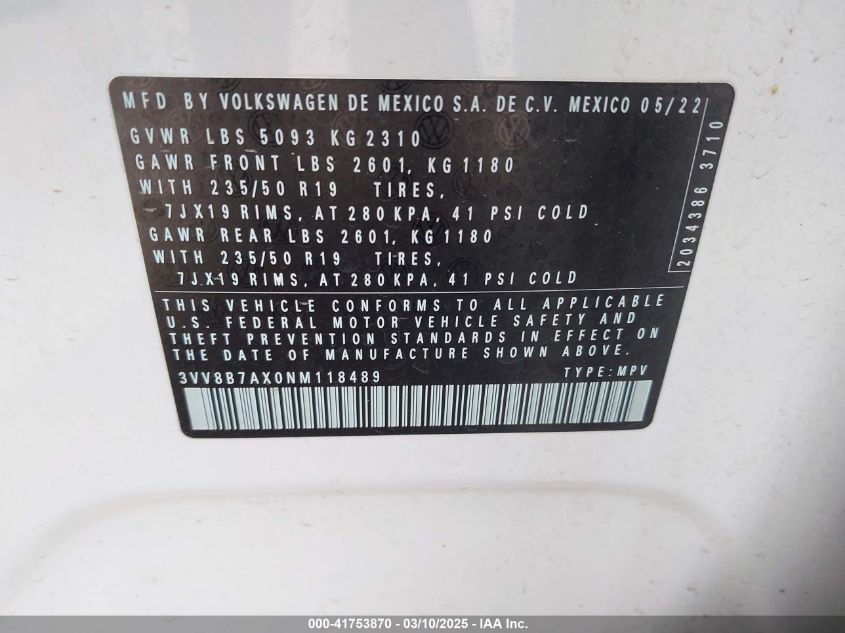 MFD BY VOLKSWAGEN DE MEXICO S.A. DE C.V. MEXICO 05/22
GVWR LBS 5093 KG 2310
GAWR FRONT LBS 2601, KG 1180
WITH 235/50 R19 TIRES,
7JX19 RIMS, AT 280 KPA, 41 PSI COLD
GAWR REAR LBS 2601, KG 1180
WITH 235/50 R19 TIRES,
7JX19 RIMS, AT 280 KPA, 41 PSI COLD
THIS VEHICLE CONFORMS TO ALL APPLICABLE
U.S. FEDERAL MOTOR VEHICLE SAFETY AND
THEFT PREVENTION STANDARDS IN EFFECT ON
THE DATE OF MANUFACTURE SHOWN ABOVE.
3VV8B7AX0NM118489 TYPE: MPV
20343863710
000-41753870 - 03/10/2025 - IAA Inc.